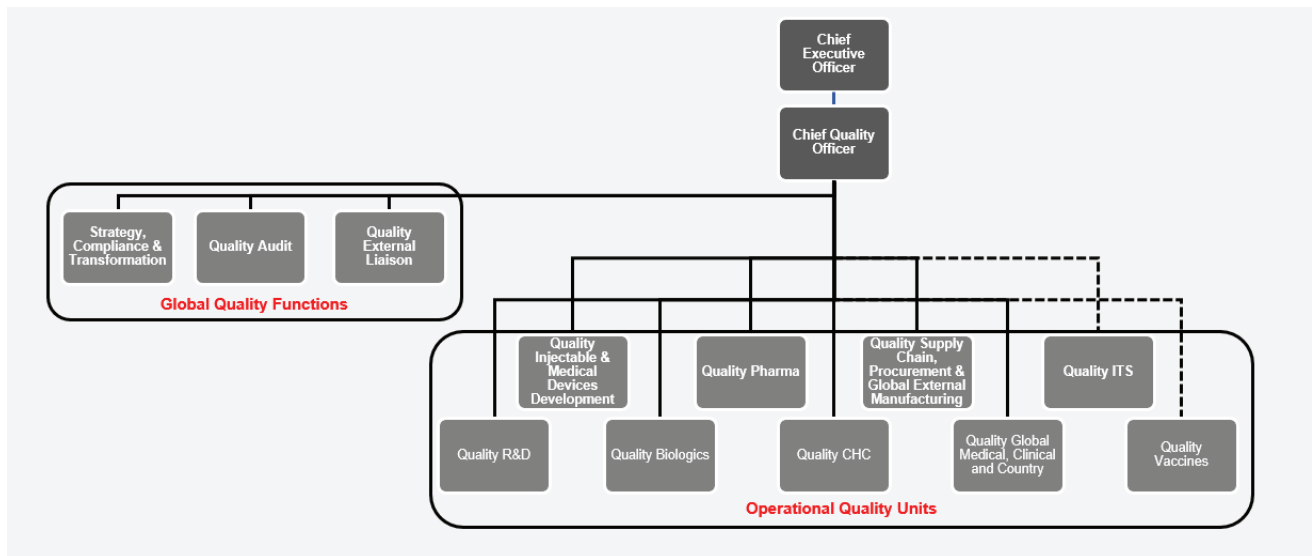 Chief
Executive
Officer
Chief Quality
Officer
Strategy,
Compliance &
Transformation
Quality Audit
Quality
External
Liaison
Global Quality Functions
Quality
Injectable &
Medical
Devices
Development
Quality Pharma
Quality Supply
Chain,
Procurement &
Global External
Manufacturing
Quality ITS
Quality R&D
Quality Biologics
Quality CHC
Quality Global
Medical, Clinical
and Country
Quality
Vaccines
Operational Quality Units